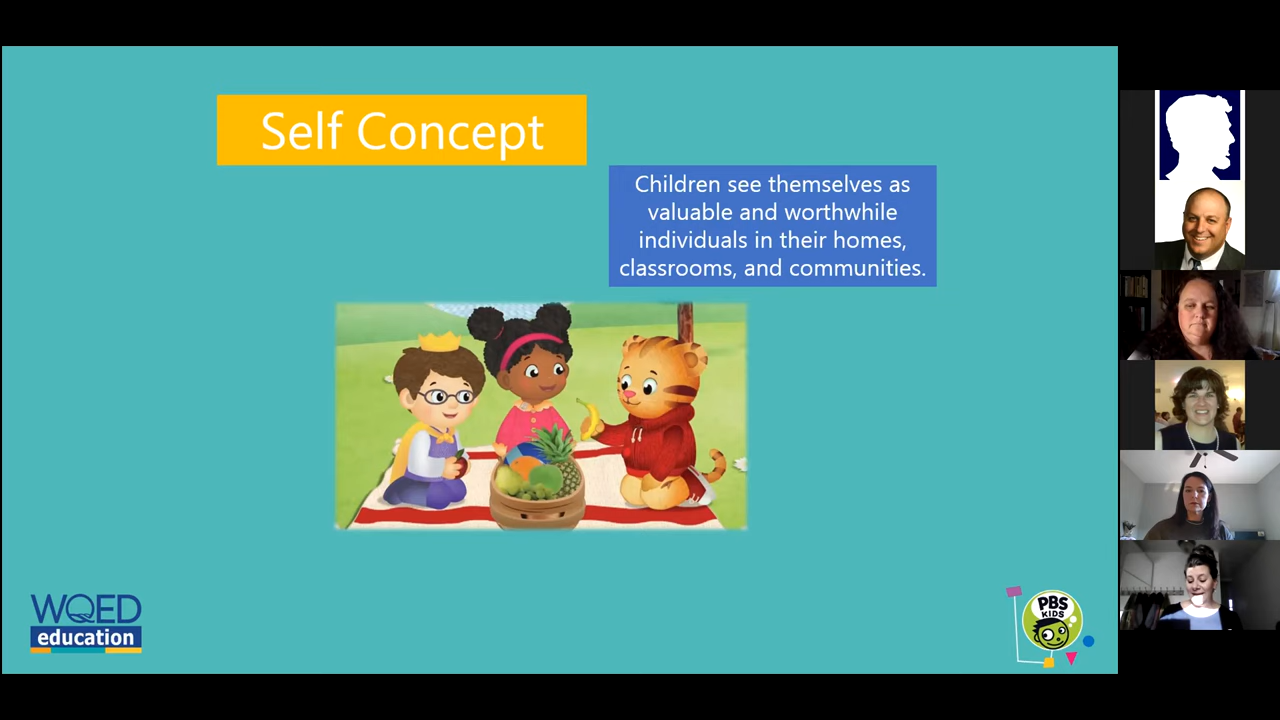 Self Concept
Children see themselves as
valuable and worthwhile
individuals in their homes,
classrooms, and communities.
WQED
education
PBS
KIDS